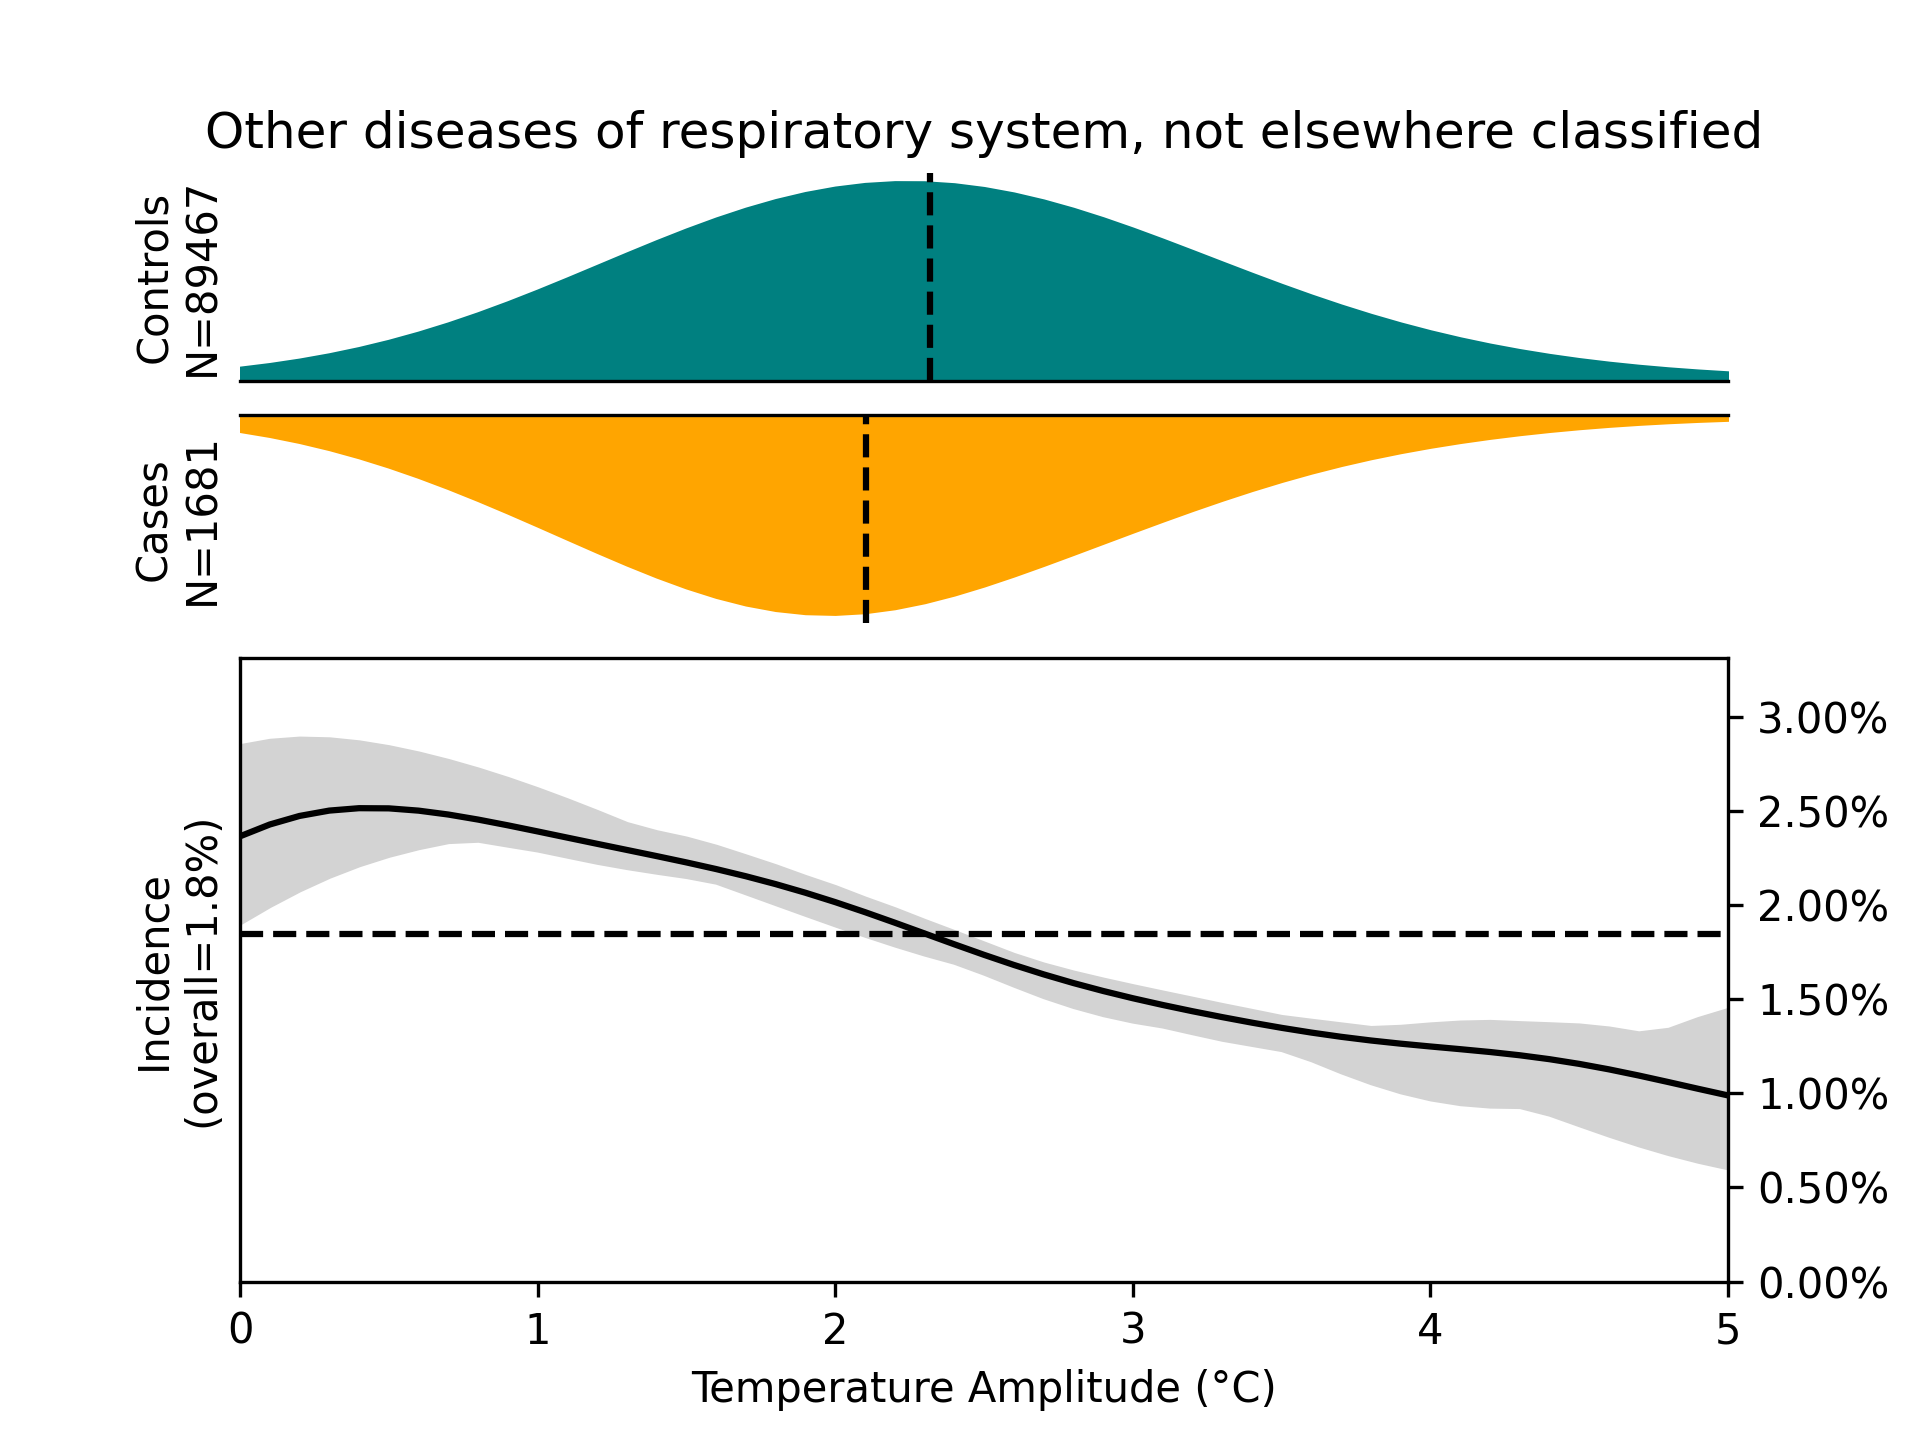 Other diseases of respiratory system, not elsewhere classified
Controls
N=89467
Cases
N=1681
Incidence
(overall=1.8%)
3.00%
2.50%
2.00%
1.50%
1.00%
0.50%
0.00%
0 1 2 3 4 5
Temperature Amplitude (°C)